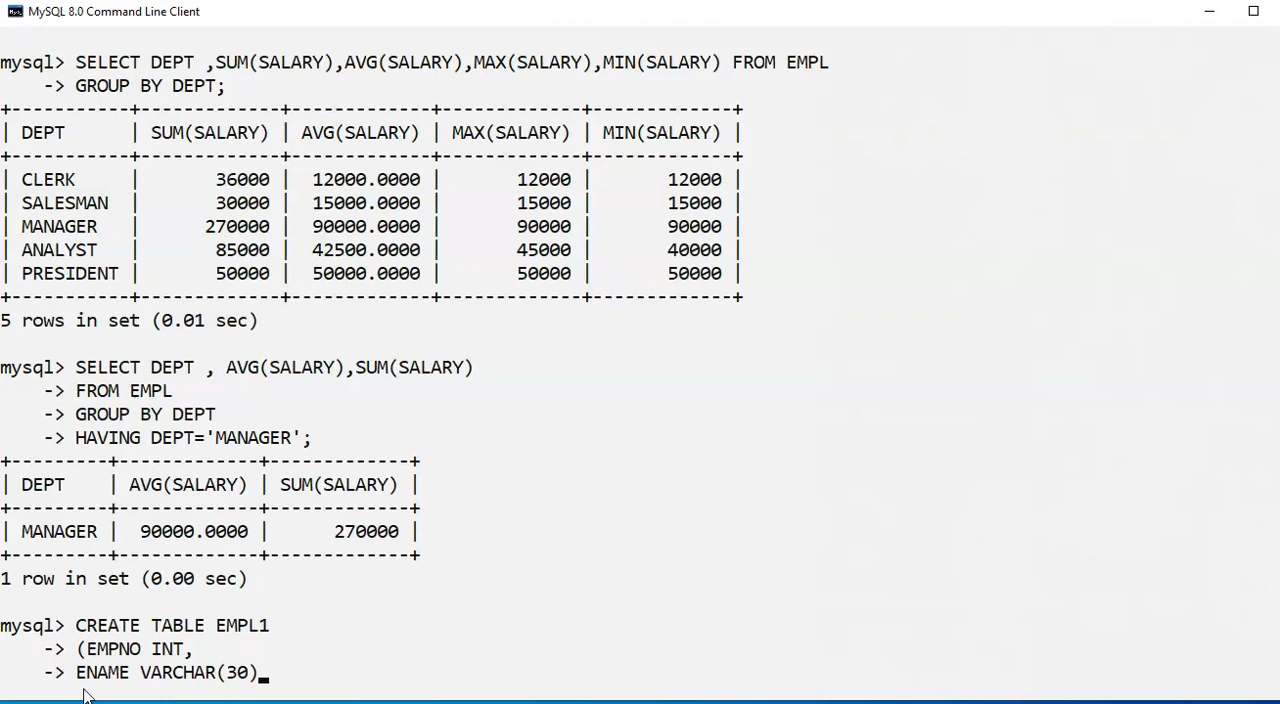 MySQL 8.0 Command Line Client
mysql> SELECT DEPT ,SUM(SALARY),AVG(SALARY),MAX(SALARY),MIN(SALARY) FROM EMPL
    -> GROUP BY DEPT;
+-----------+-------------+-------------+-------------+-------------+
| DEPT      | SUM(SALARY) | AVG(SALARY) | MAX(SALARY) | MIN(SALARY) |
+-----------+-------------+-------------+-------------+-------------+
| CLERK     |       36000 |  12000.0000 |       12000 |       12000 |
| SALESMAN  |       30000 |  15000.0000 |       15000 |       15000 |
| MANAGER   |      270000 |  90000.0000 |       90000 |       90000 |
| ANALYST   |       85000 |  42500.0000 |       45000 |       40000 |
| PRESIDENT |       50000 |  50000.0000 |       50000 |       50000 |
+-----------+-------------+-------------+-------------+-------------+
5 rows in set (0.01 sec)
mysql> SELECT DEPT , AVG(SALARY),SUM(SALARY)
    -> FROM EMPL
    -> GROUP BY DEPT
    -> HAVING DEPT='MANAGER';
+---------+-------------+-------------+
| DEPT    | AVG(SALARY) | SUM(SALARY) |
+---------+-------------+-------------+
| MANAGER |  90000.0000 |      270000 |
+---------+-------------+-------------+
1 row in set (0.00 sec)
mysql> CREATE TABLE EMPL1
    -> (EMPNO INT,
    -> ENAME VARCHAR(30)